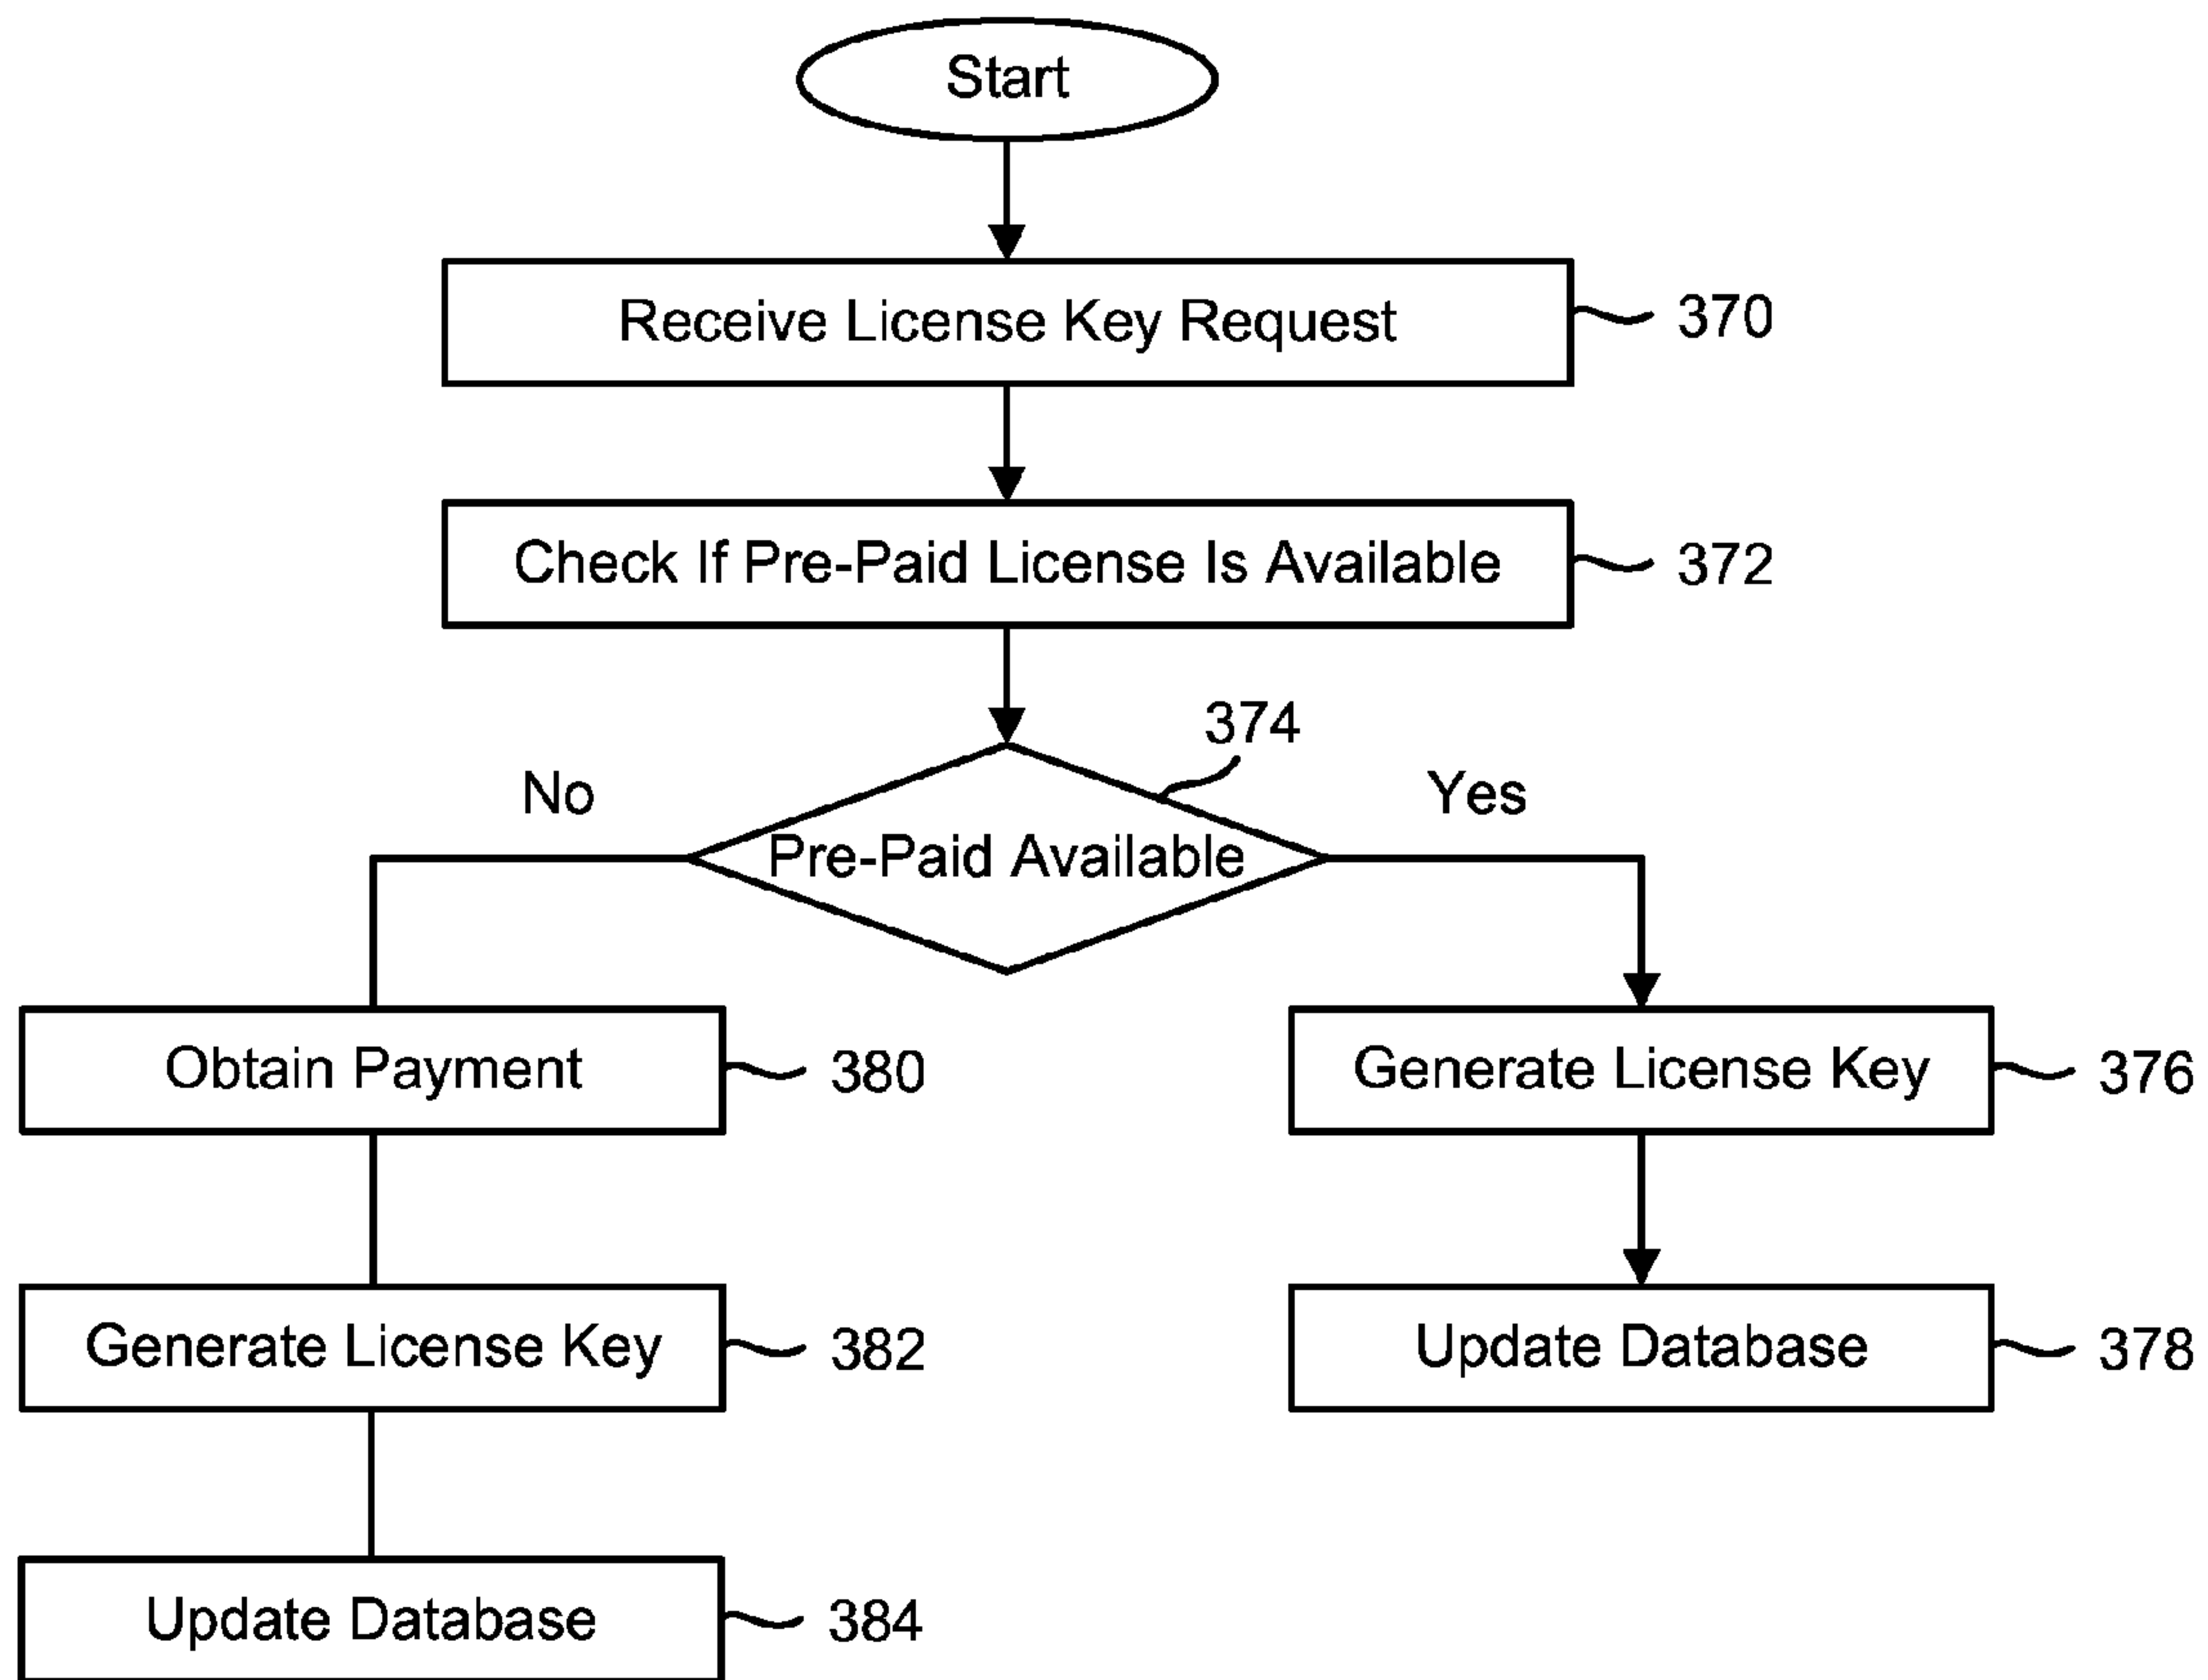 Start
Receive License Key Request
370
Check If Pre-Paid License Is Available
372
374
No
Yes
Pre-Paid Available
Obtain Payment
380
Generate License Key
376
Generate License Key
382
Update Database
378
Update Database
384